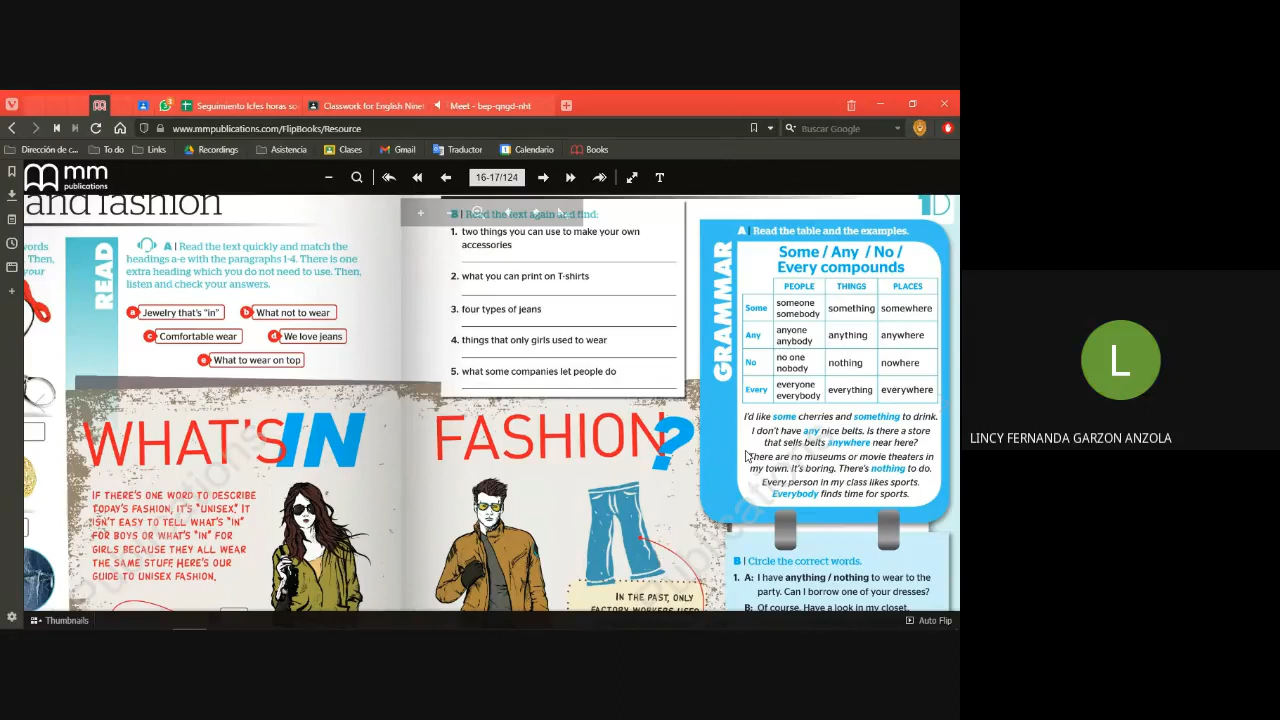 Seguimiento Icfes horas so
Classwork for English Nine
Meet - bep-qngd-nht
www.mmpublications.com/FlipBooks/Resource
Buscar Google
Dirección de c...
To do
Links
Recordings
Asistencia
Clases
Gmail
Traductor
Calendario
Books
mm
publications
16-17/124
and fashion
1D
words
Then,
your
READ
A | Read the text quickly and match the
headings a-e with the paragraphs 1-4. There is one
extra heading which you do not need to use. Then,
listen and check your answers.
a Jewelry that's "in"
b What not to wear
c Comfortable wear
d We love jeans
e What to wear on top
B | Read the text again and find:
1. two things you can use to make your own
accessories
2. what you can print on T-shirts
3. four types of jeans
4. things that only girls used to wear
5. what some companies let people do
WHAT'S IN FASHION?
IF THERE'S ONE WORD TO DESCRIBE
TODAY'S FASHION, IT'S "UNISEX." IT
ISN'T EASY TO TELL WHAT'S "IN"
FOR BOYS OR WHAT'S "IN" FOR
GIRLS BECAUSE THEY ALL WEAR
THE SAME STUFF. HERE'S OUR
GUIDE TO UNISEX FASHION.
IN THE PAST, ONLY
FACTORY WORKERS USED
GRAMMAR
A | Read the table and the examples.
Some / Any / No /
Every compounds
PEOPLE THINGS PLACES
Some someone somebody something somewhere
Any anyone anybody anything anywhere
No no one nobody nothing nowhere
Every everyone everybody everything everywhere
I'd like some cherries and something to drink.
I don't have any nice belts. Is there a store
that sells belts anywhere near here?
There are no museums or movie theaters in
my town. It's boring. There's nothing to do.
Every person in my class likes sports.
Everybody finds time for sports.
B | Circle the correct words.
1. A: I have anything / nothing to wear to the
party. Can I borrow one of your dresses?
B: Of course. Have a look in my closet.
Thumbnails
Auto Flip
L
LINCY FERNANDA GARZON ANZOLA